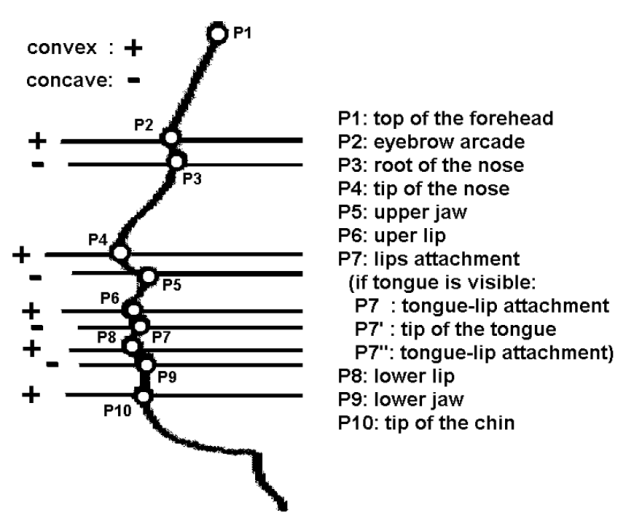 convex : +
concave: -
P1
P2
+
-
P3
P4
+
-
P5
P6
+
-
P7
P8
+
-
P9
+
P10
P1: top of the forehead
P2: eyebrow arcade
P3: root of the nose
P4: tip of the nose
P5: upper jaw
P6: uper lip
P7: lips attachment
(if tongue is visible:
P7 : tongue-lip attachment
P7' : tip of the tongue
P7": tongue-lip attachment)
P8: lower lip
P9: lower jaw
P10: tip of the chin